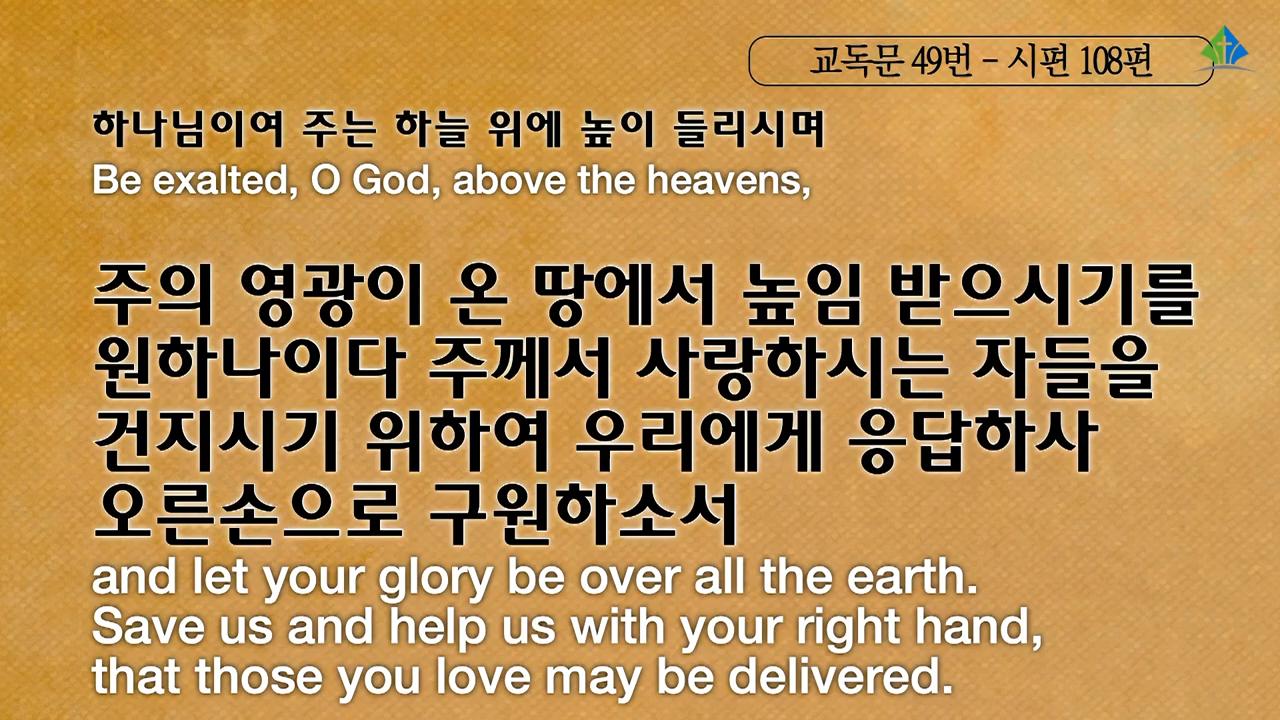 교독문 49번 - 시편 108편
하나님이여 주는 하늘 위에 높이 들리시며
Be exalted, O God, above the heavens,
주의 영광이 온 땅에서 높임 받으시기를
원하나이다 주께서 사랑하시는 자들을
건지시기 위하여 우리에게 응답하사
오른손으로 구원하소서
and let your glory be over all the earth.
Save us and help us with your right hand,
that those you love may be delivered.